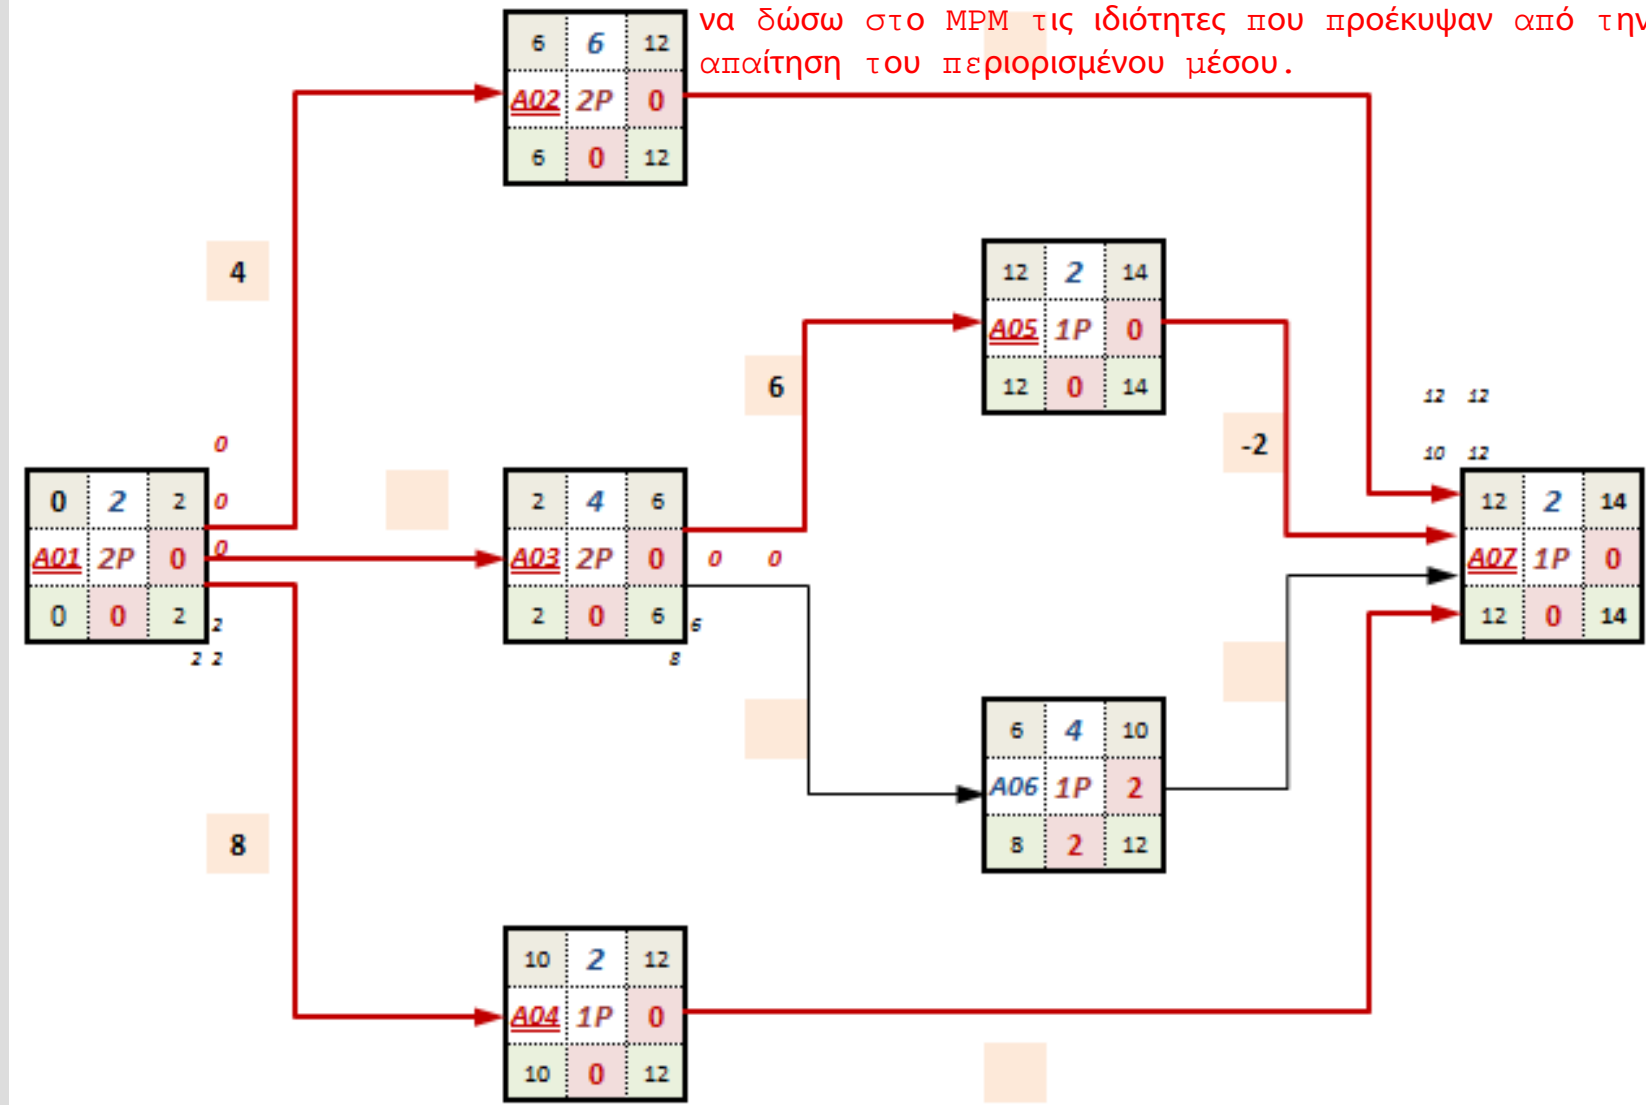 να δώσω στο MPM τις ιδιότητες που προέκυψαν από την
απαίτηση του περιορισμένου μέσου.
6 6 12
A02 2P 0
6 0 12
4
12 2 14
A05 1P 0
12 0 14
6
-2
12 12
10 12
0
0
0
0 2 2
A01 2P 0
0 0 2
2
2 2
2 4 6
A03 2P 0
2 0 6
0 0
6
8
12 2 14
A07 1P 0
12 0 14
6 4 10
A06 1P 2
8 2 12
8
10 2 12
A04 1P 0
10 0 12